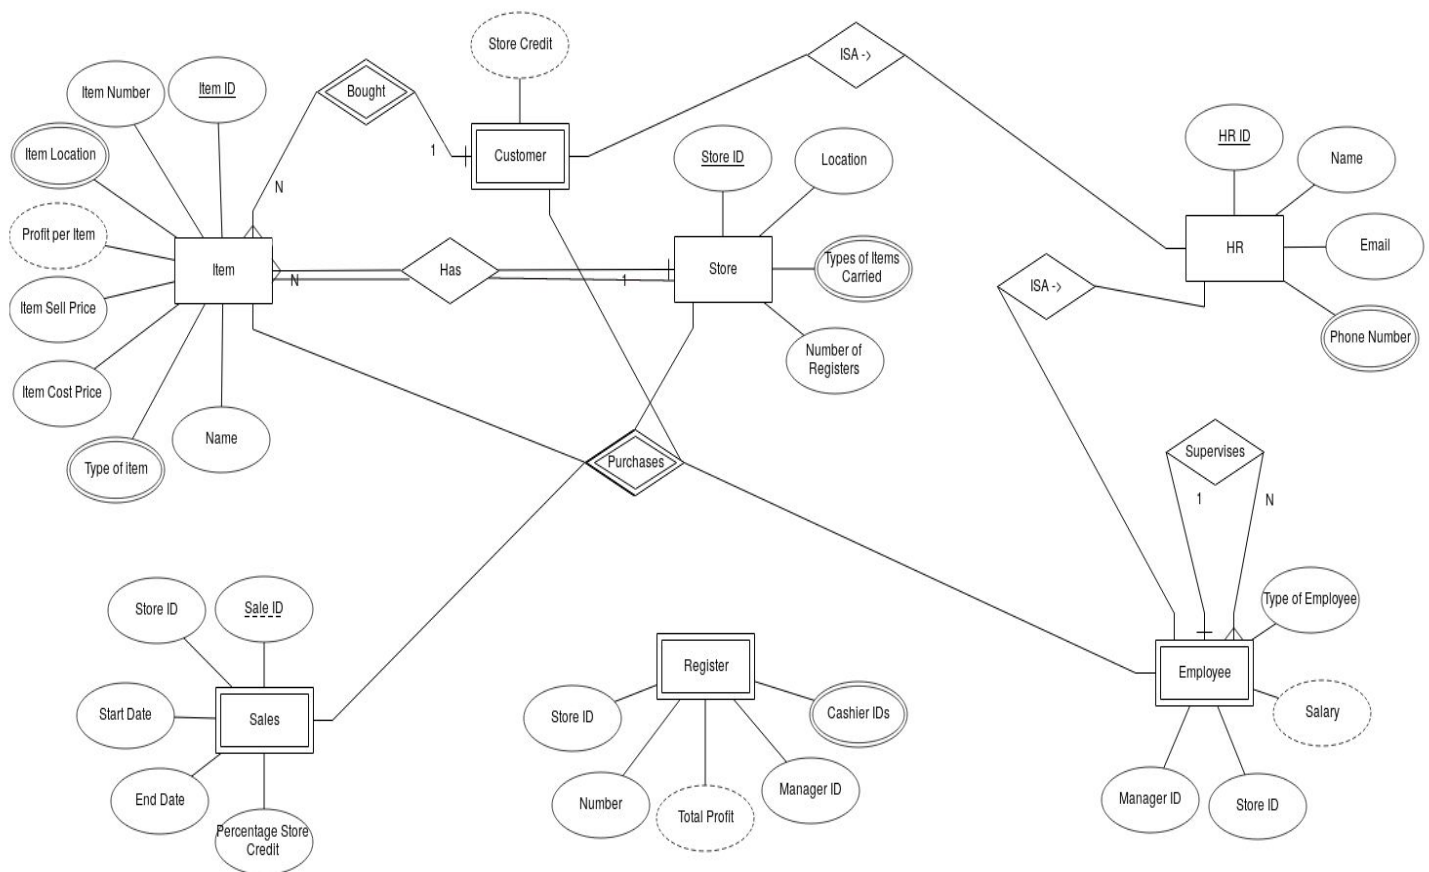 Store Credit
ISA ->
Item Number
Item ID
Bought
Item Location
1
Customer
Store ID
Location
HR ID
Name
N
Profit per Item
Item
N
Has
1
Store
Types of Items
Carried
HR
Email
Item Sell Price
ISA ->
Phone Number
Number of
Registers
Item Cost Price
Name
Type of item
Purchases
Supervises
1
N
Store ID
Sale ID
Type of Employee
Register
Employee
Start Date
Sales
Store ID
Cashier IDs
Salary
End Date
Number
Total Profit
Manager ID
Manager ID
Store ID
Percentage Store
Credit